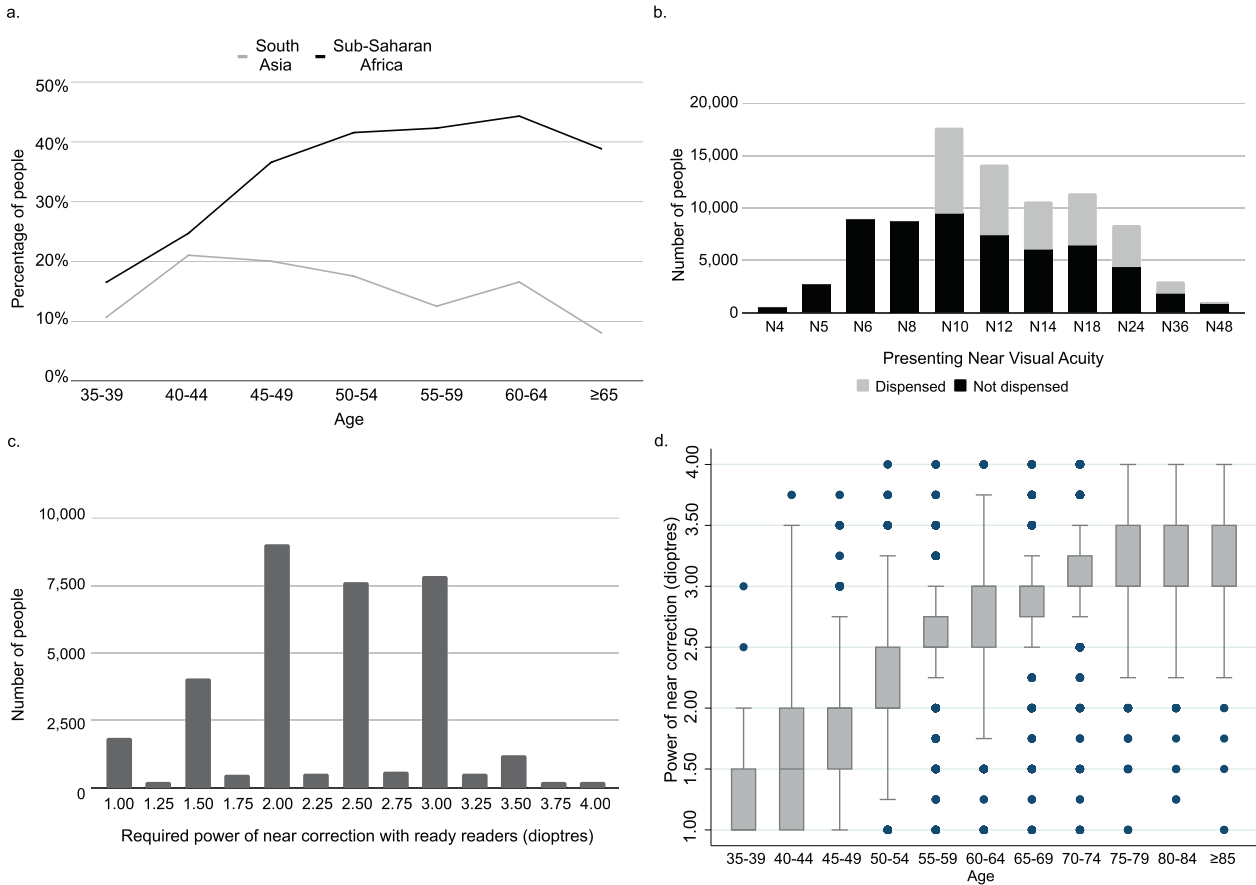 a.
South Asia
Sub-Saharan Africa
50%
40%
30%
20%
10%
0%
Percentage of people
35-39 40-44 45-49 50-54 55-59 60-64 ≥65
Age
b.
20,000
15,000
10,000
5,000
0
Number of people
N4 N5 N6 N8 N10 N12 N14 N18 N24 N36 N48
Presenting Near Visual Acuity
Dispensed Not dispensed
c.
10,000
7,500
5,000
2,500
0
Number of people
1.00 1.25 1.50 1.75 2.00 2.25 2.50 2.75 3.00 3.25 3.50 3.75 4.00
Required power of near correction with ready readers (dioptres)
d.
4.00
3.50
3.00
2.50
2.00
1.50
1.00
Power of near correction (dioptres)
35-39 40-44 45-49 50-54 55-59 60-64 65-69 70-74 75-79 80-84 ≥85
Age